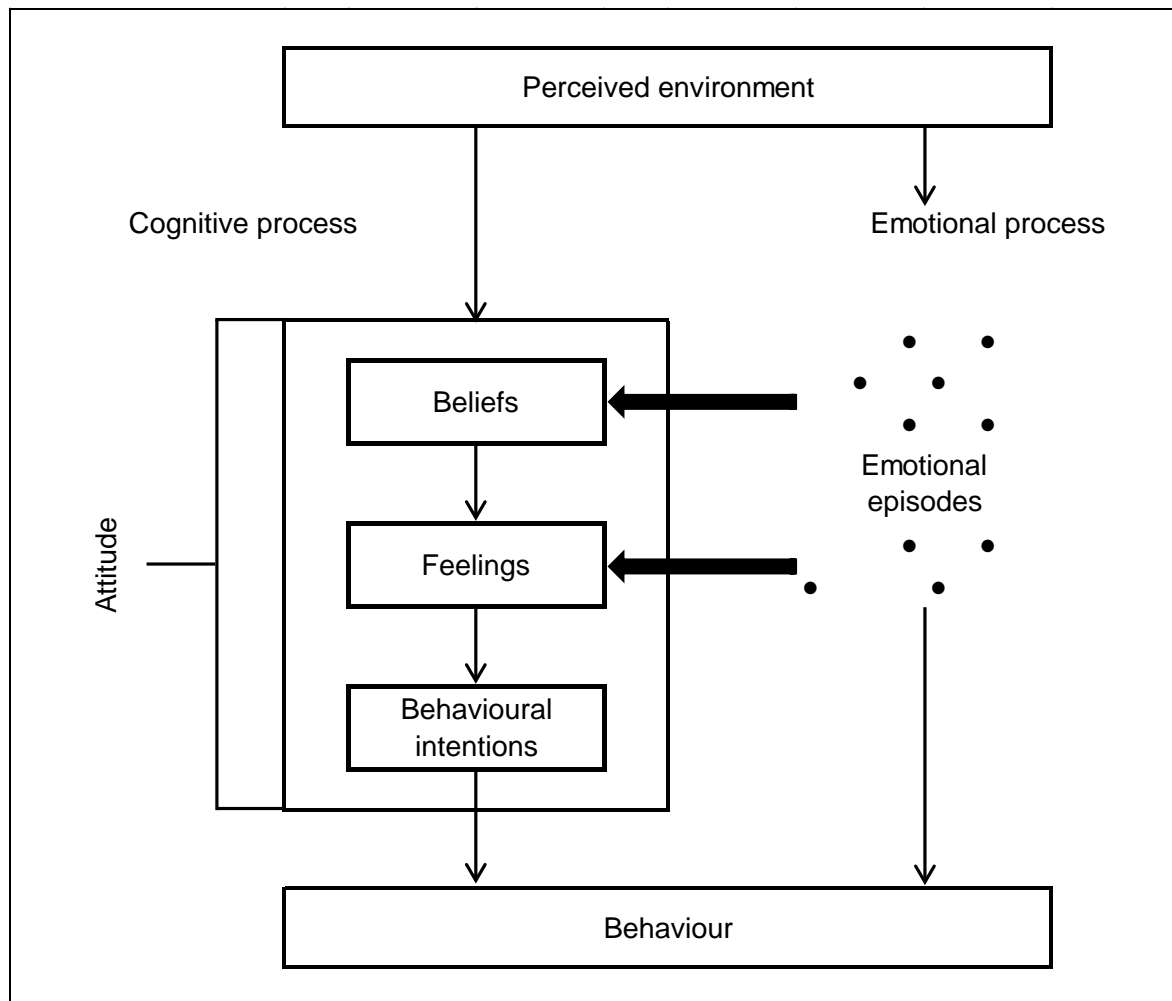 Perceived environment
Cognitive process
Emotional process
Beliefs
Emotional
episodes
Attitude
Feelings
Behavioural
intentions
Behaviour